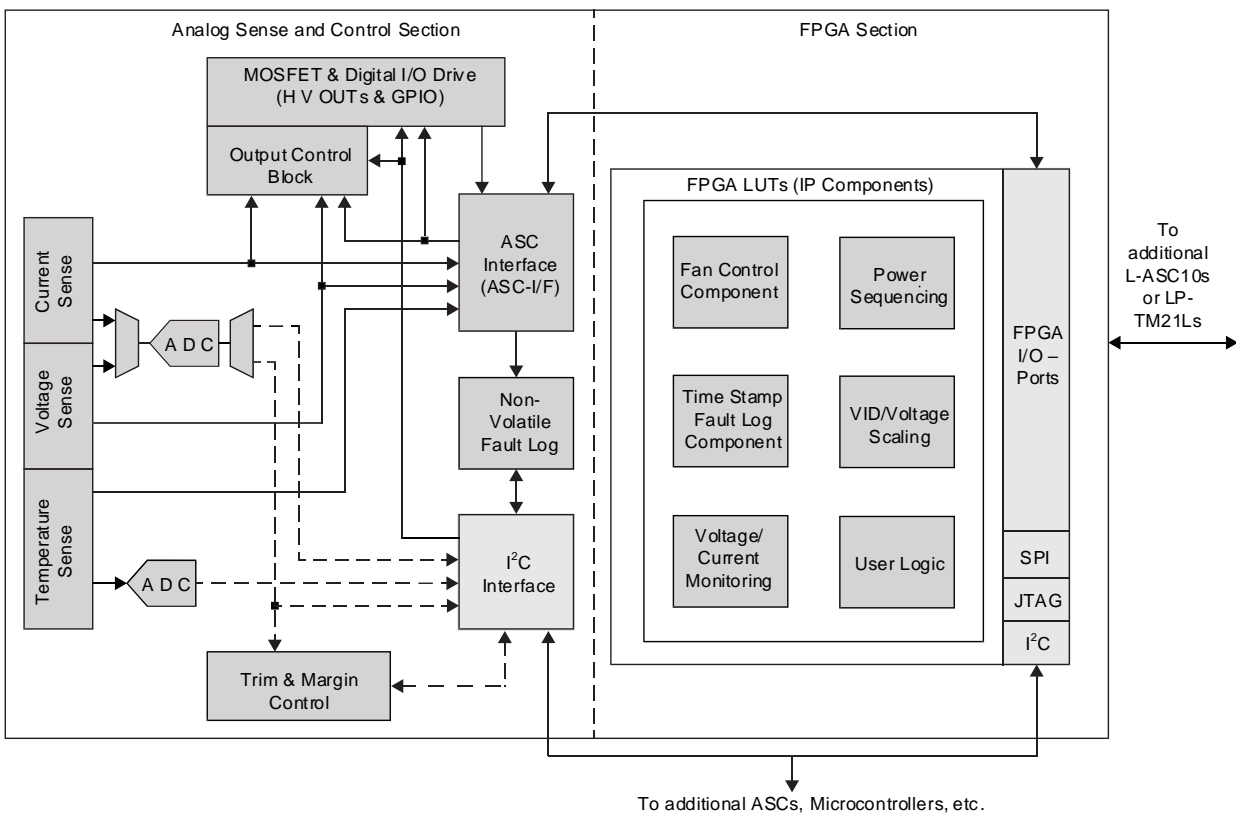 Analog Sense and Control Section
FPGA Section
MOSFET & Digital I/O Drive
(H V OUTs & GPIO)
Output Control
Block
ASC
Interface
(ASC-I/F)
Current
Sense
Voltage
Sense
Temperature
Sense
A D C
A D C
Non-
Volatile
Fault Log
I²C
Interface
Trim & Margin
Control
FPGA LUTs (IP Components)
Fan Control
Component
Power
Sequencing
Time Stamp
Fault Log
Component
VID/Voltage
Scaling
Voltage/
Current
Monitoring
User Logic
FPGA
I/O –
Ports
SPI
JTAG
I²C
To
additional
L-ASC10s
or LP-
TM21Ls
To additional ASCs, Microcontrollers, etc.